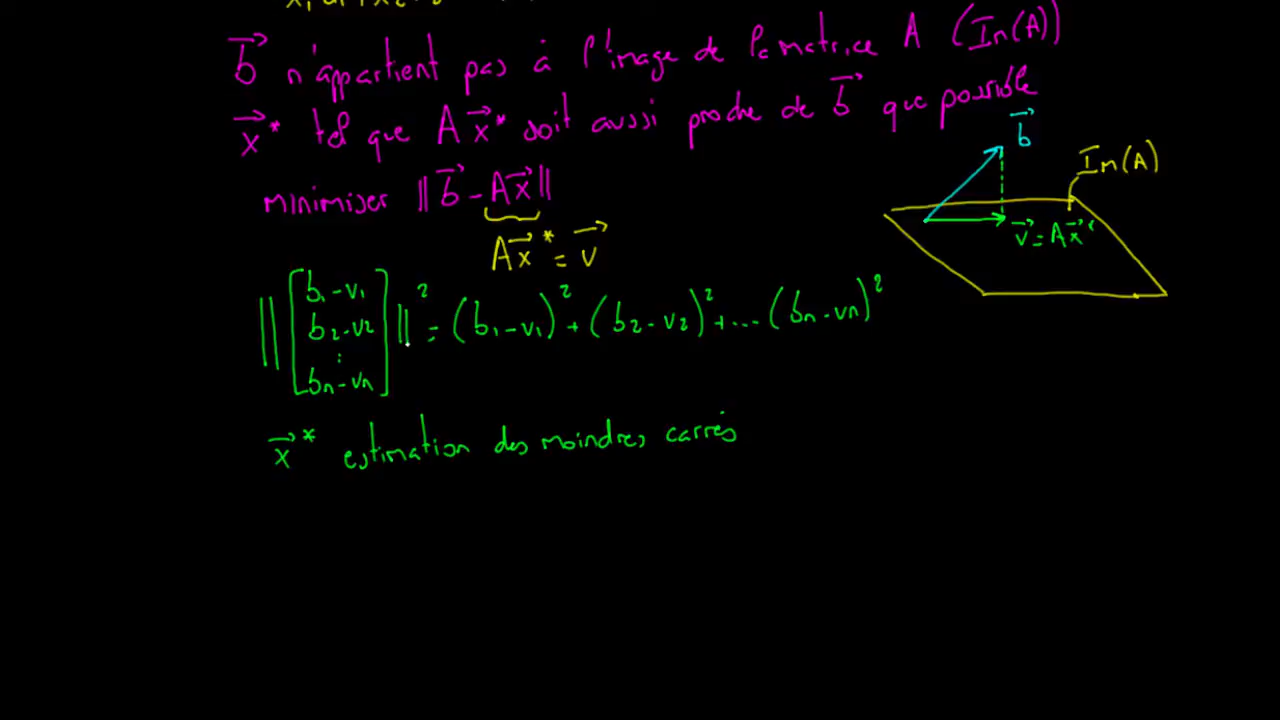 b⃗ n'appartient pas à l'image de la matrice A (Im(A))
x⃗* tel que A x⃗* soit aussi proche de b⃗ que possible
b⃗
Im(A)
minimiser ‖b⃗ - Ax⃗‖
v⃗ = Ax⃗*
Ax⃗* = v⃗
‖[b1-v1
b2-v2
⋮
bn-vn]‖² = (b1-v1)² + (b2-v2)² + ... (bn-vn)²
x⃗* estimation des moindres carrés